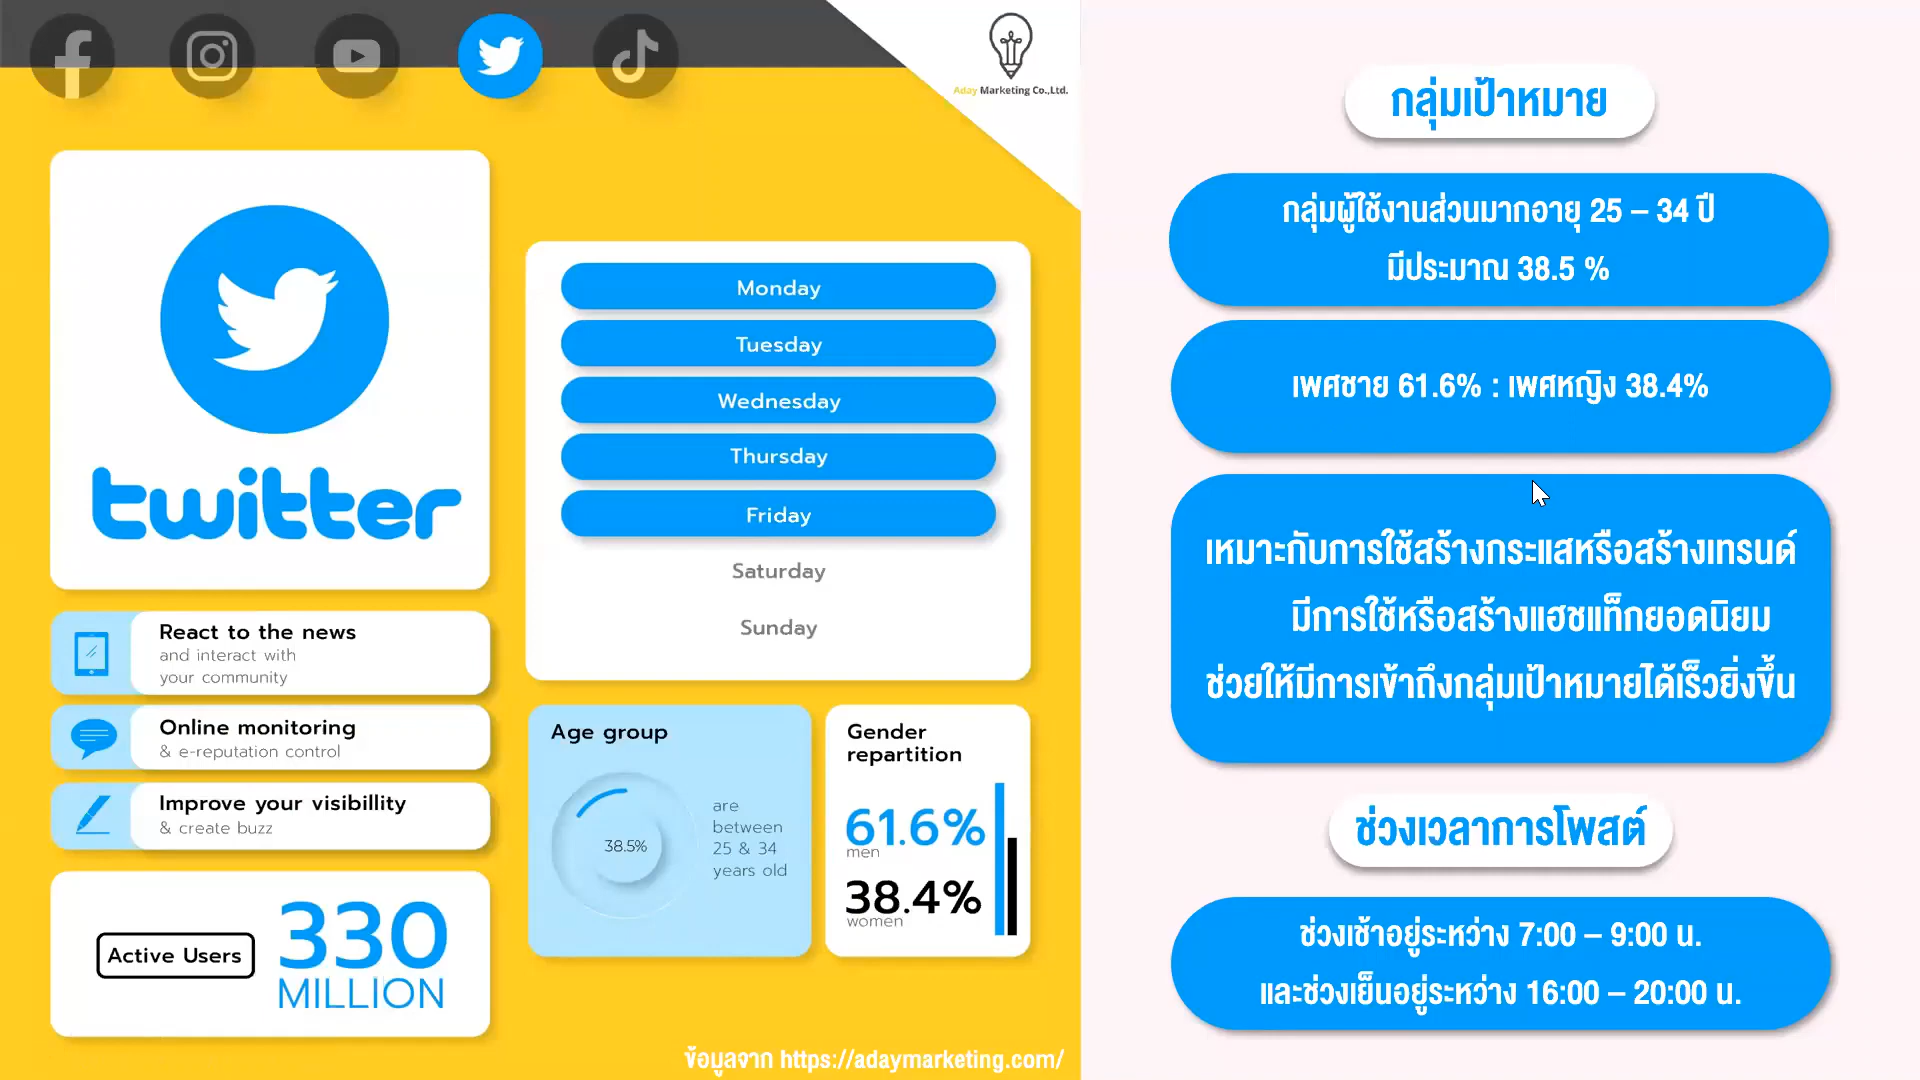 Aday Marketing Co.,Ltd.
twitter
React to the news
and interact with
your community
Online monitoring
& e-reputation control
Improve your visibillity
& create buzz
Active Users
330
MILLION
Monday
Tuesday
Wednesday
Thursday
Friday
Saturday
Sunday
Age group
38.5%
are
between
25 & 34
years old
Gender
repartition
61.6%
men
38.4%
women
ข้อมูลจาก https://adaymarketing.com/
กลุ่มเป้าหมาย
กลุ่มผู้ใช้งานส่วนมากอายุ 25 – 34 ปี
มีประมาณ 38.5 %
เพศชาย 61.6% : เพศหญิง 38.4%
เหมาะกับการใช้สร้างกระแสหรือสร้างเทรนด์
มีการใช้หรือสร้างแฮชแท็กยอดนิยม
ช่วยให้มีการเข้าถึงกลุ่มเป้าหมายได้เร็วยิ่งขึ้น
ช่วงเวลาการโพสต์
ช่วงเช้าอยู่ระหว่าง 7:00 – 9:00 น.
และช่วงเย็นอยู่ระหว่าง 16:00 – 20:00 น.